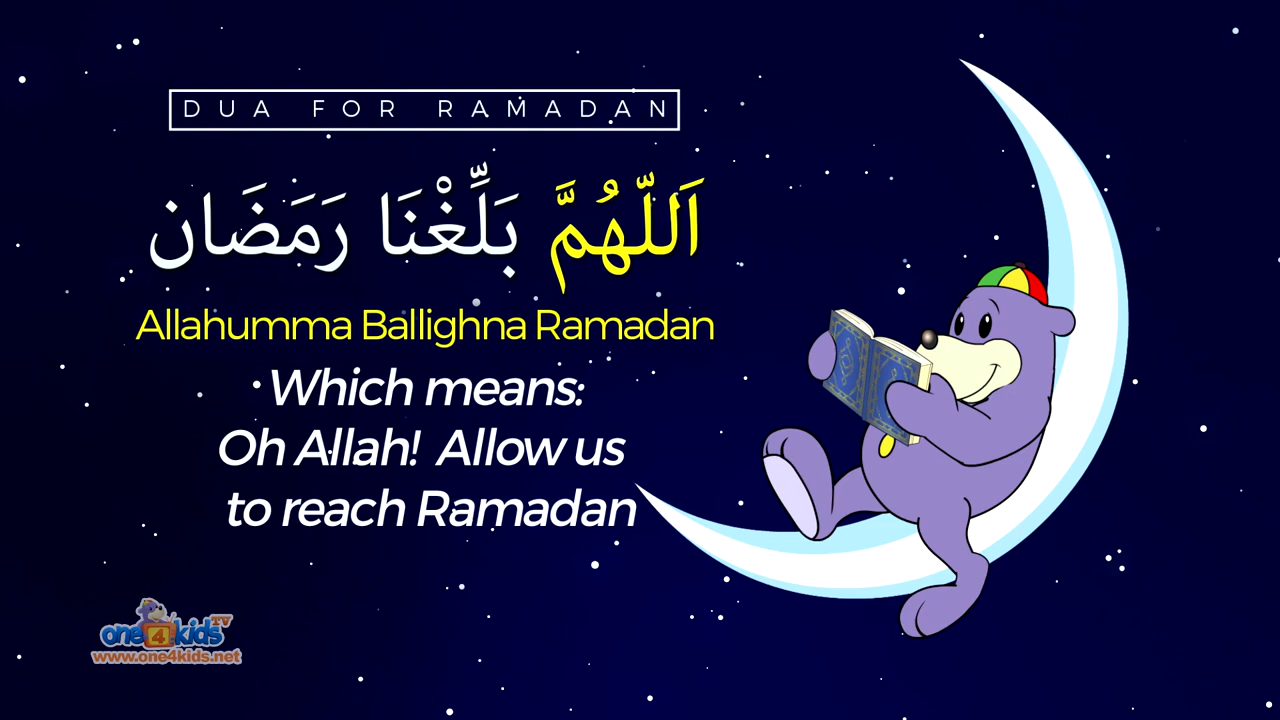 DUA FOR RAMADAN
اَللّهُمَّ بَلِّغْنَا رَمَضَان
Allahumma Ballighna Ramadan
Which means:
Oh Allah! Allow us
to reach Ramadan
one4kids TV
www.one4kids.net